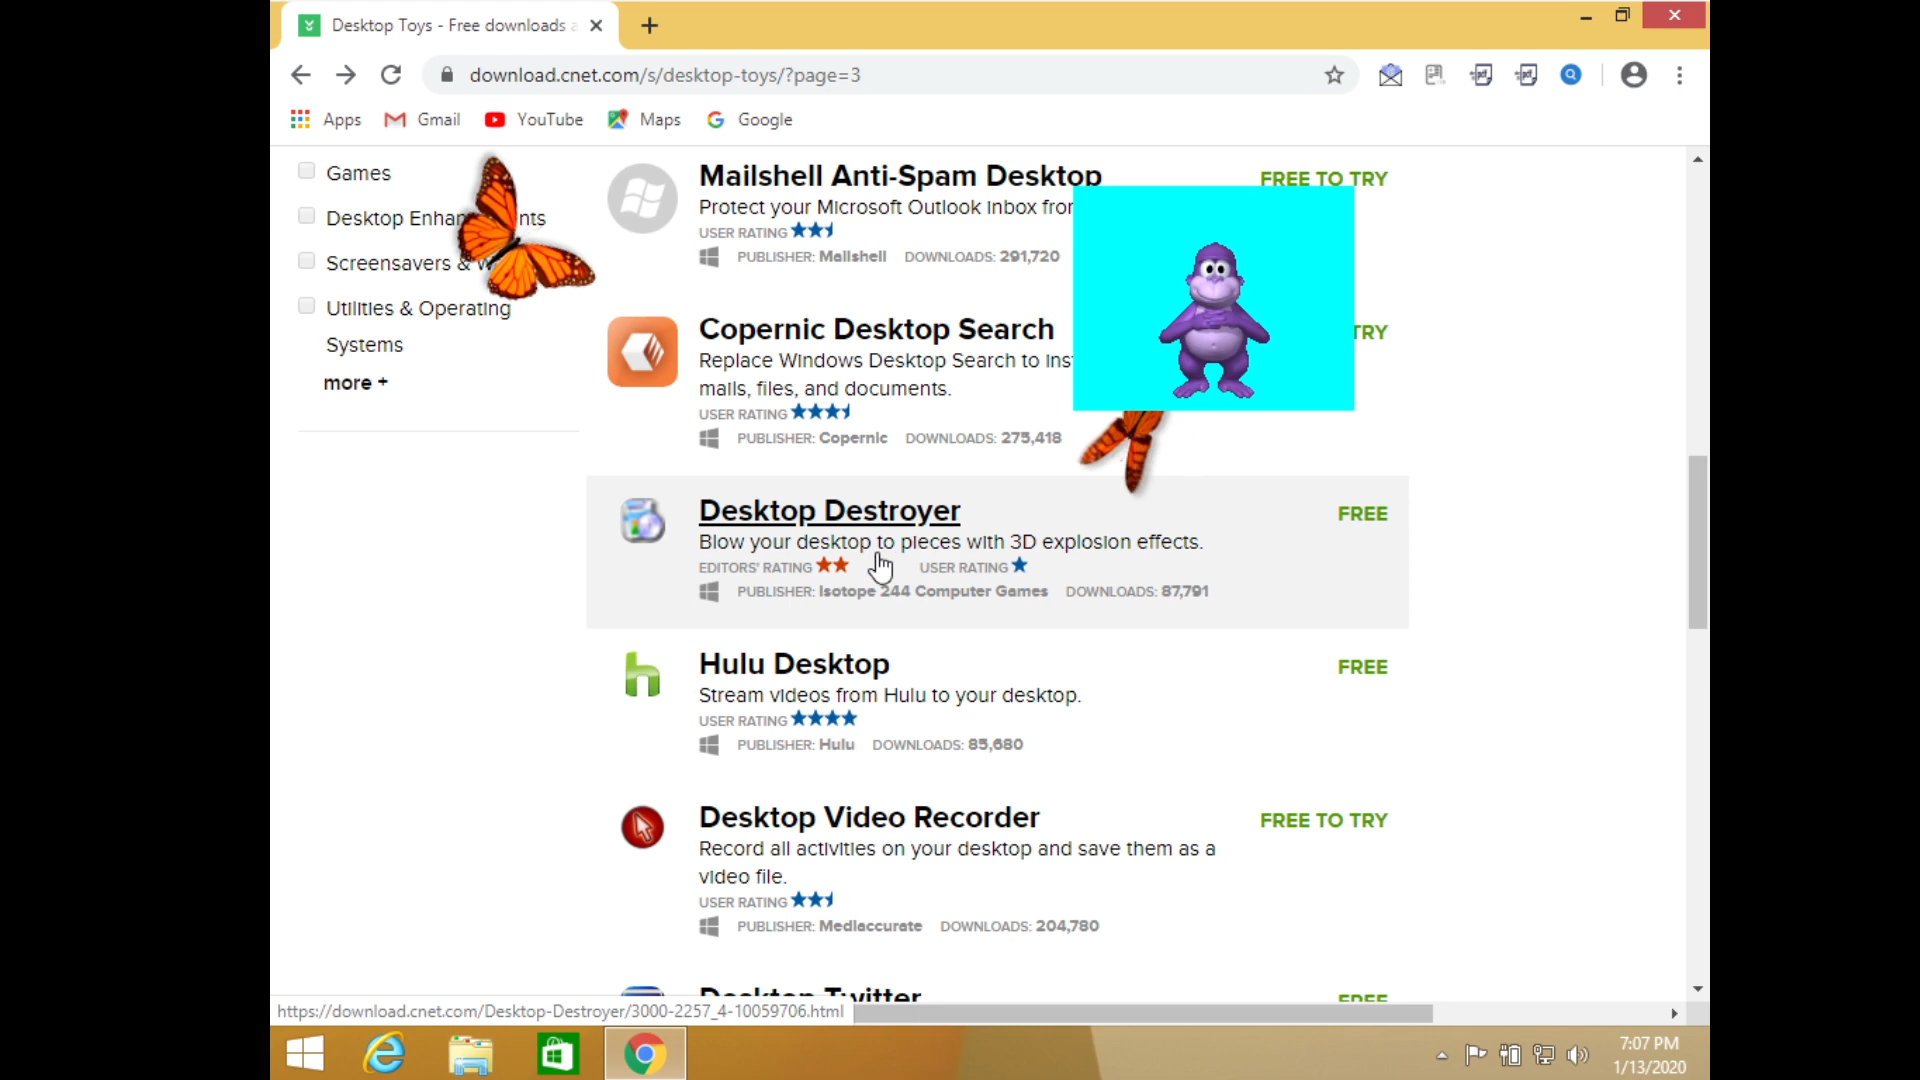 Desktop Toys - Free downloads a
download.cnet.com/s/desktop-toys/?page=3
Apps Gmail YouTube Maps Google
Games
Desktop Enha nts
Screensavers & W
Utilities & Operating
Systems
more +
Mailshell Anti-Spam Desktop
FREE TO TRY
Protect your Microsoft Outlook Inbox fror
USER RATING
PUBLISHER: Mailshell DOWNLOADS: 291,720
Copernic Desktop Search
TRY
Replace Windows Desktop Search to ins
mails, files, and documents.
USER RATING
PUBLISHER: Copernic DOWNLOADS: 275,418
Desktop Destroyer
FREE
Blow your desktop to pieces with 3D explosion effects.
EDITORS' RATING USER RATING
PUBLISHER: Isotope 244 Computer Games DOWNLOADS: 87,791
Hulu Desktop
FREE
Stream videos from Hulu to your desktop.
USER RATING
PUBLISHER: Hulu DOWNLOADS: 85,680
Desktop Video Recorder
FREE TO TRY
Record all activities on your desktop and save them as a
video file.
USER RATING
PUBLISHER: Mediaccurate DOWNLOADS: 204,780
Desktop Twitter
FREE
https://download.cnet.com/Desktop-Destroyer/3000-2257_4-10059706.html
7:07 PM
1/13/2020